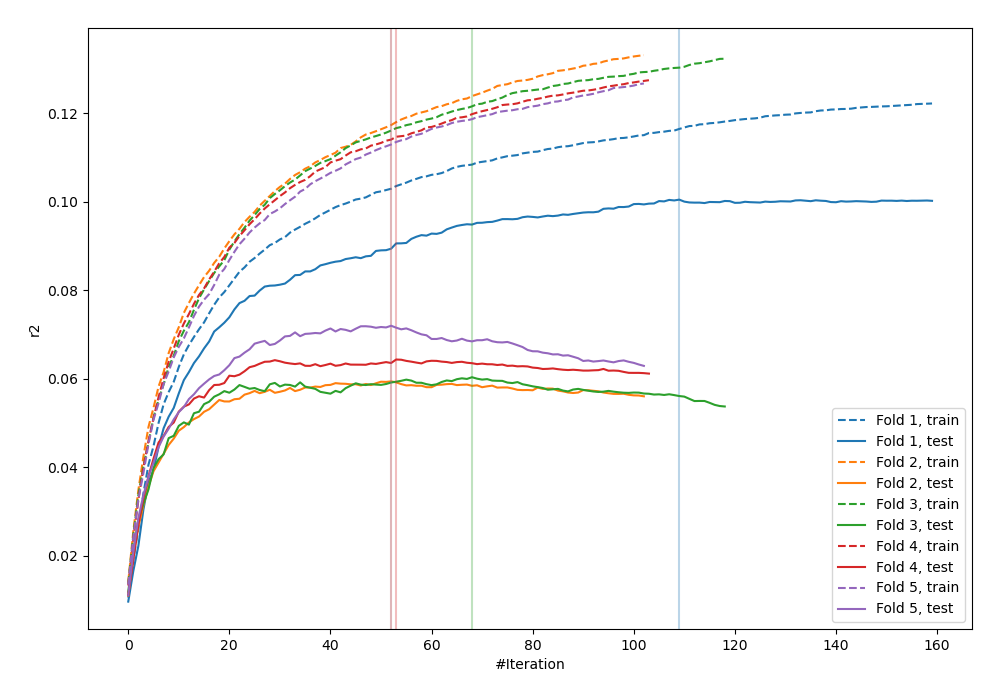 0.12
0.10
0.08
0.06
0.04
0.02
r2
0 20 40 60 80 100 120 140 160
#Iteration
Fold 1, train
Fold 1, test
Fold 2, train
Fold 2, test
Fold 3, train
Fold 3, test
Fold 4, train
Fold 4, test
Fold 5, train
Fold 5, test